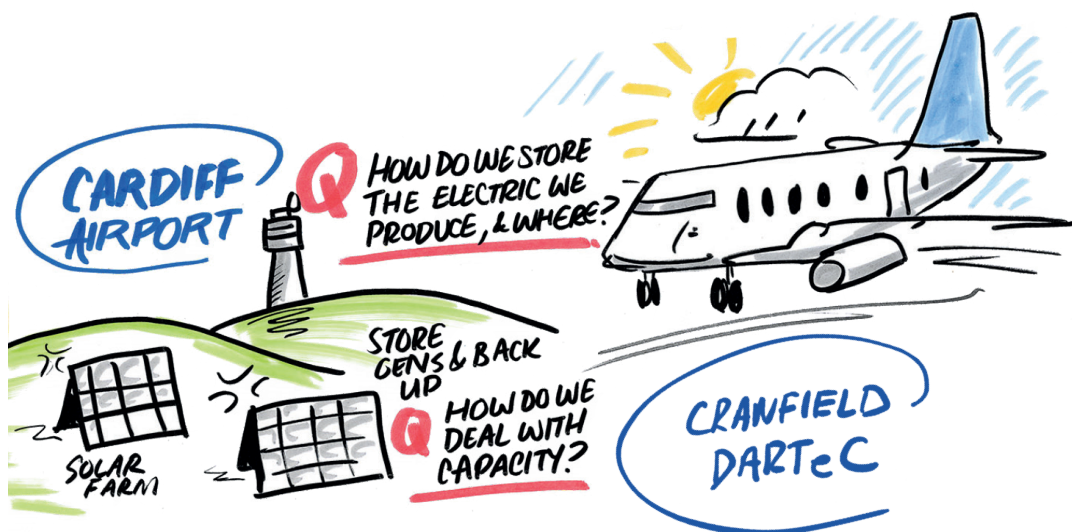 CARDIFF
AIRPORT
Q HOW DO WE STORE
THE ELECTRIC WE
PRODUCE, & WHERE?
STORE
GENS & BACK
UP
Q HOW DO WE
DEAL WITH
CAPACITY?
SOLAR
FARM
CRANFIELD
DARTeC